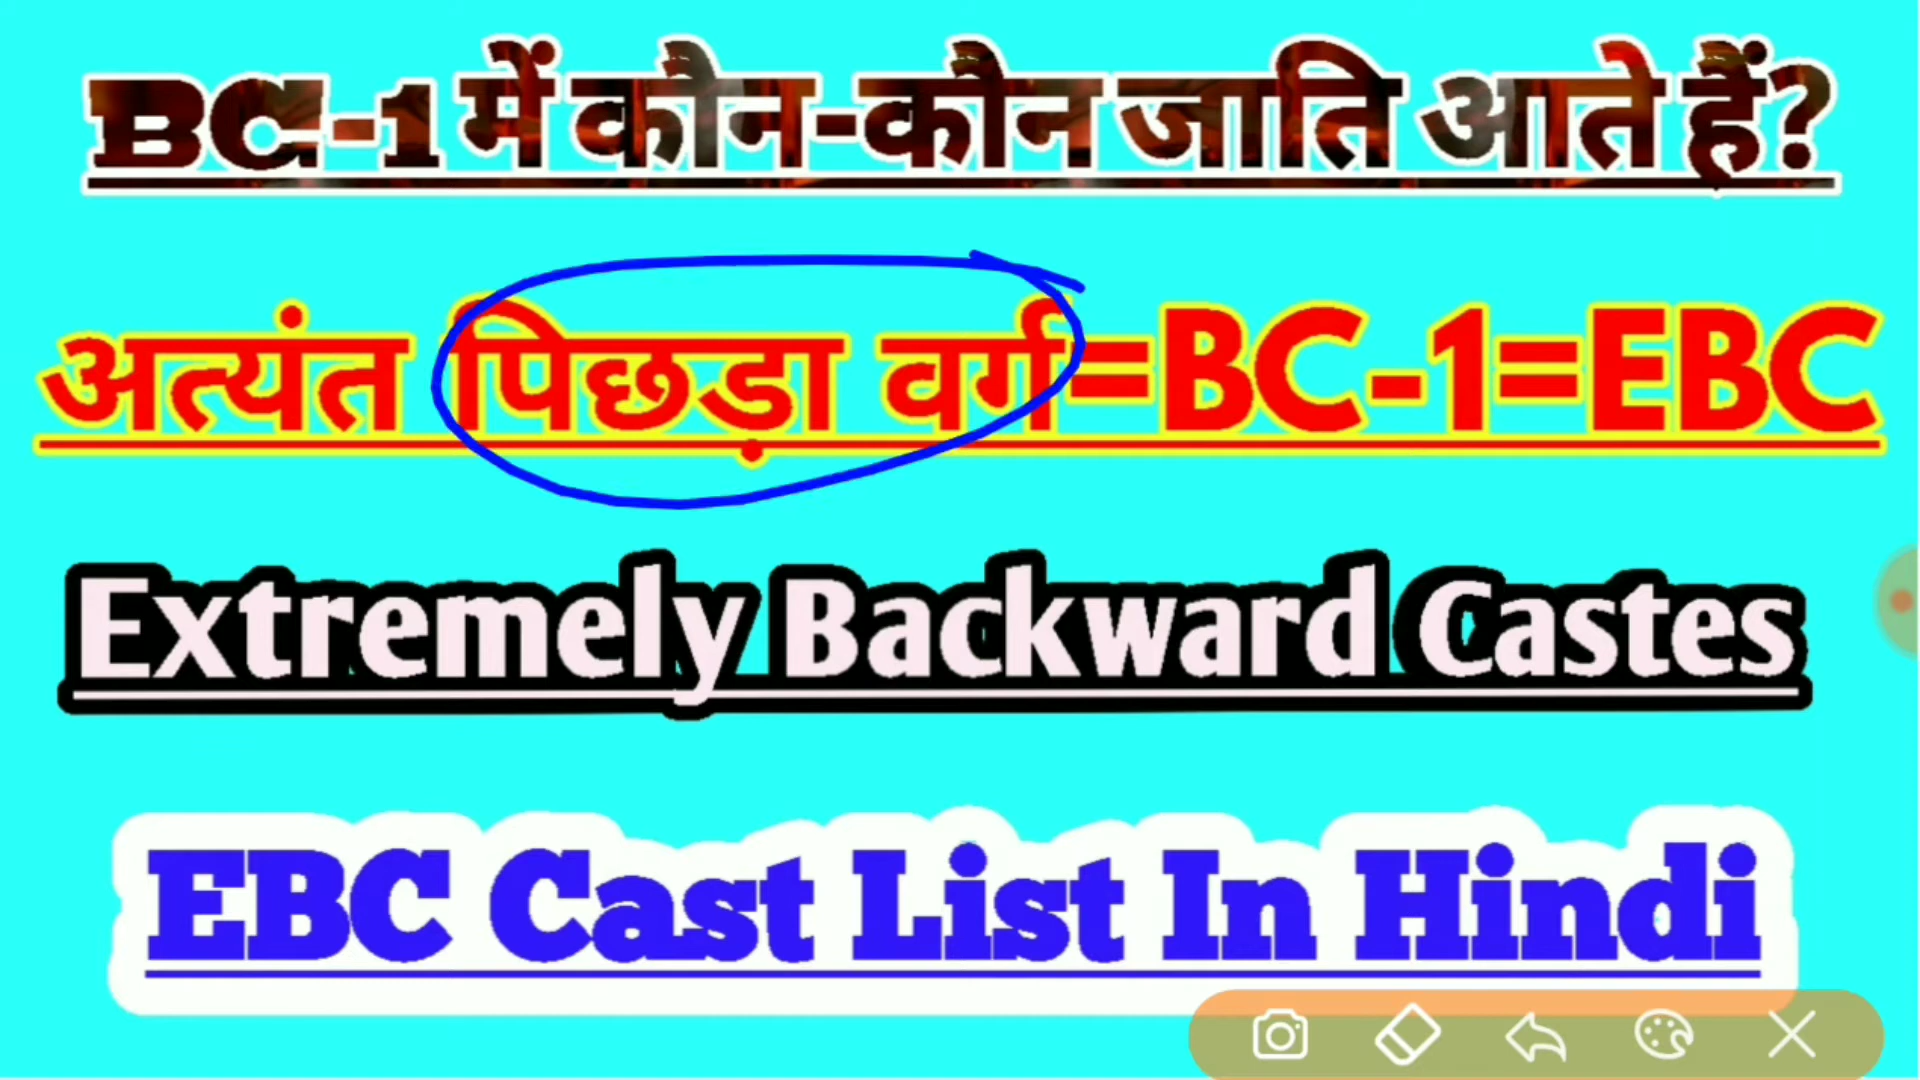 BC-1 में कौन-कौन जाति आते हैं?
अत्यंत पिछड़ा वर्ग=BC-1=EBC
Extremely Backward Castes
EBC Cast List In Hindi